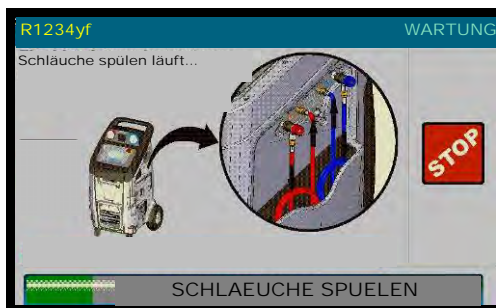 R1234yf WARTUNG
Schläuche spülen läuft...
STOP
SCHLAEUCHE SPUELEN